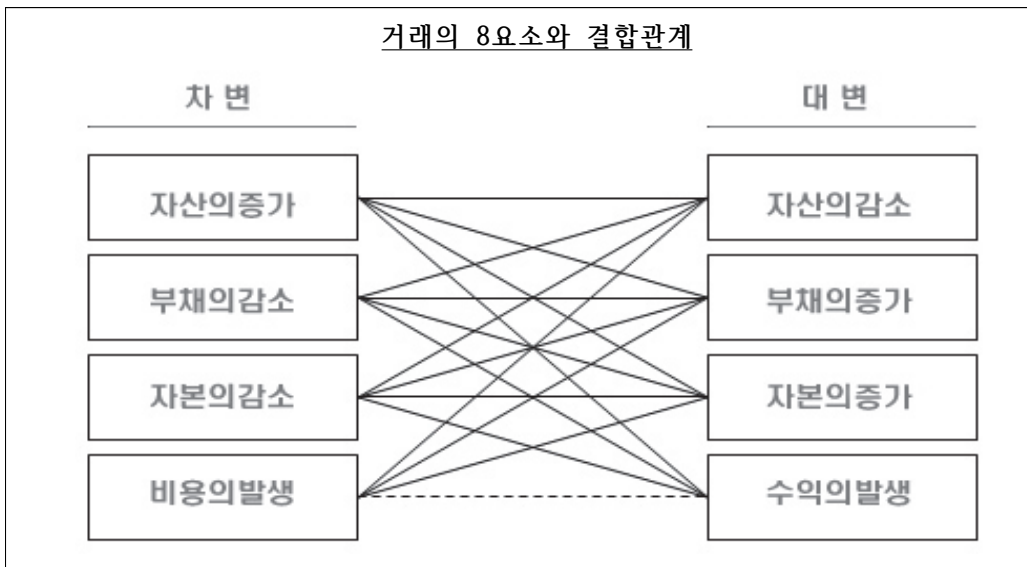 거래의 8요소와 결합관계
차 변 대 변
자산의증가 자산의감소
부채의감소 부채의증가
자본의감소 자본의증가
비용의발생 수익의발생